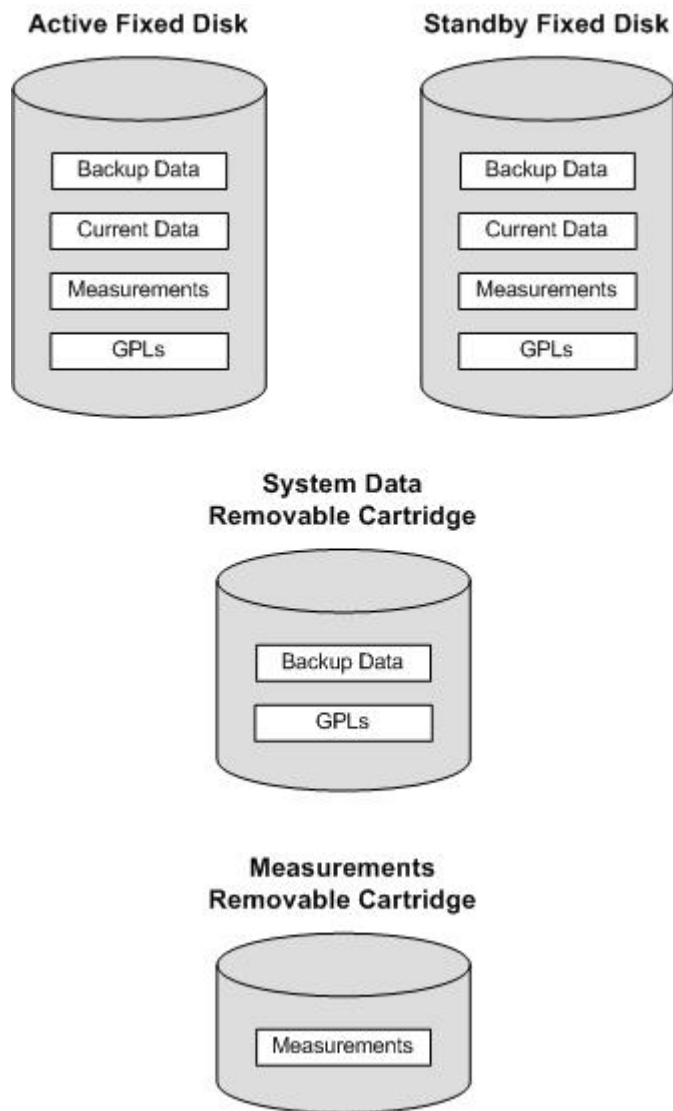 Active Fixed Disk
Standby Fixed Disk
Backup Data
Current Data
Measurements
GPLs
Backup Data
Current Data
Measurements
GPLs
System Data
Removable Cartridge
Backup Data
GPLs
Measurements
Removable Cartridge
Measurements